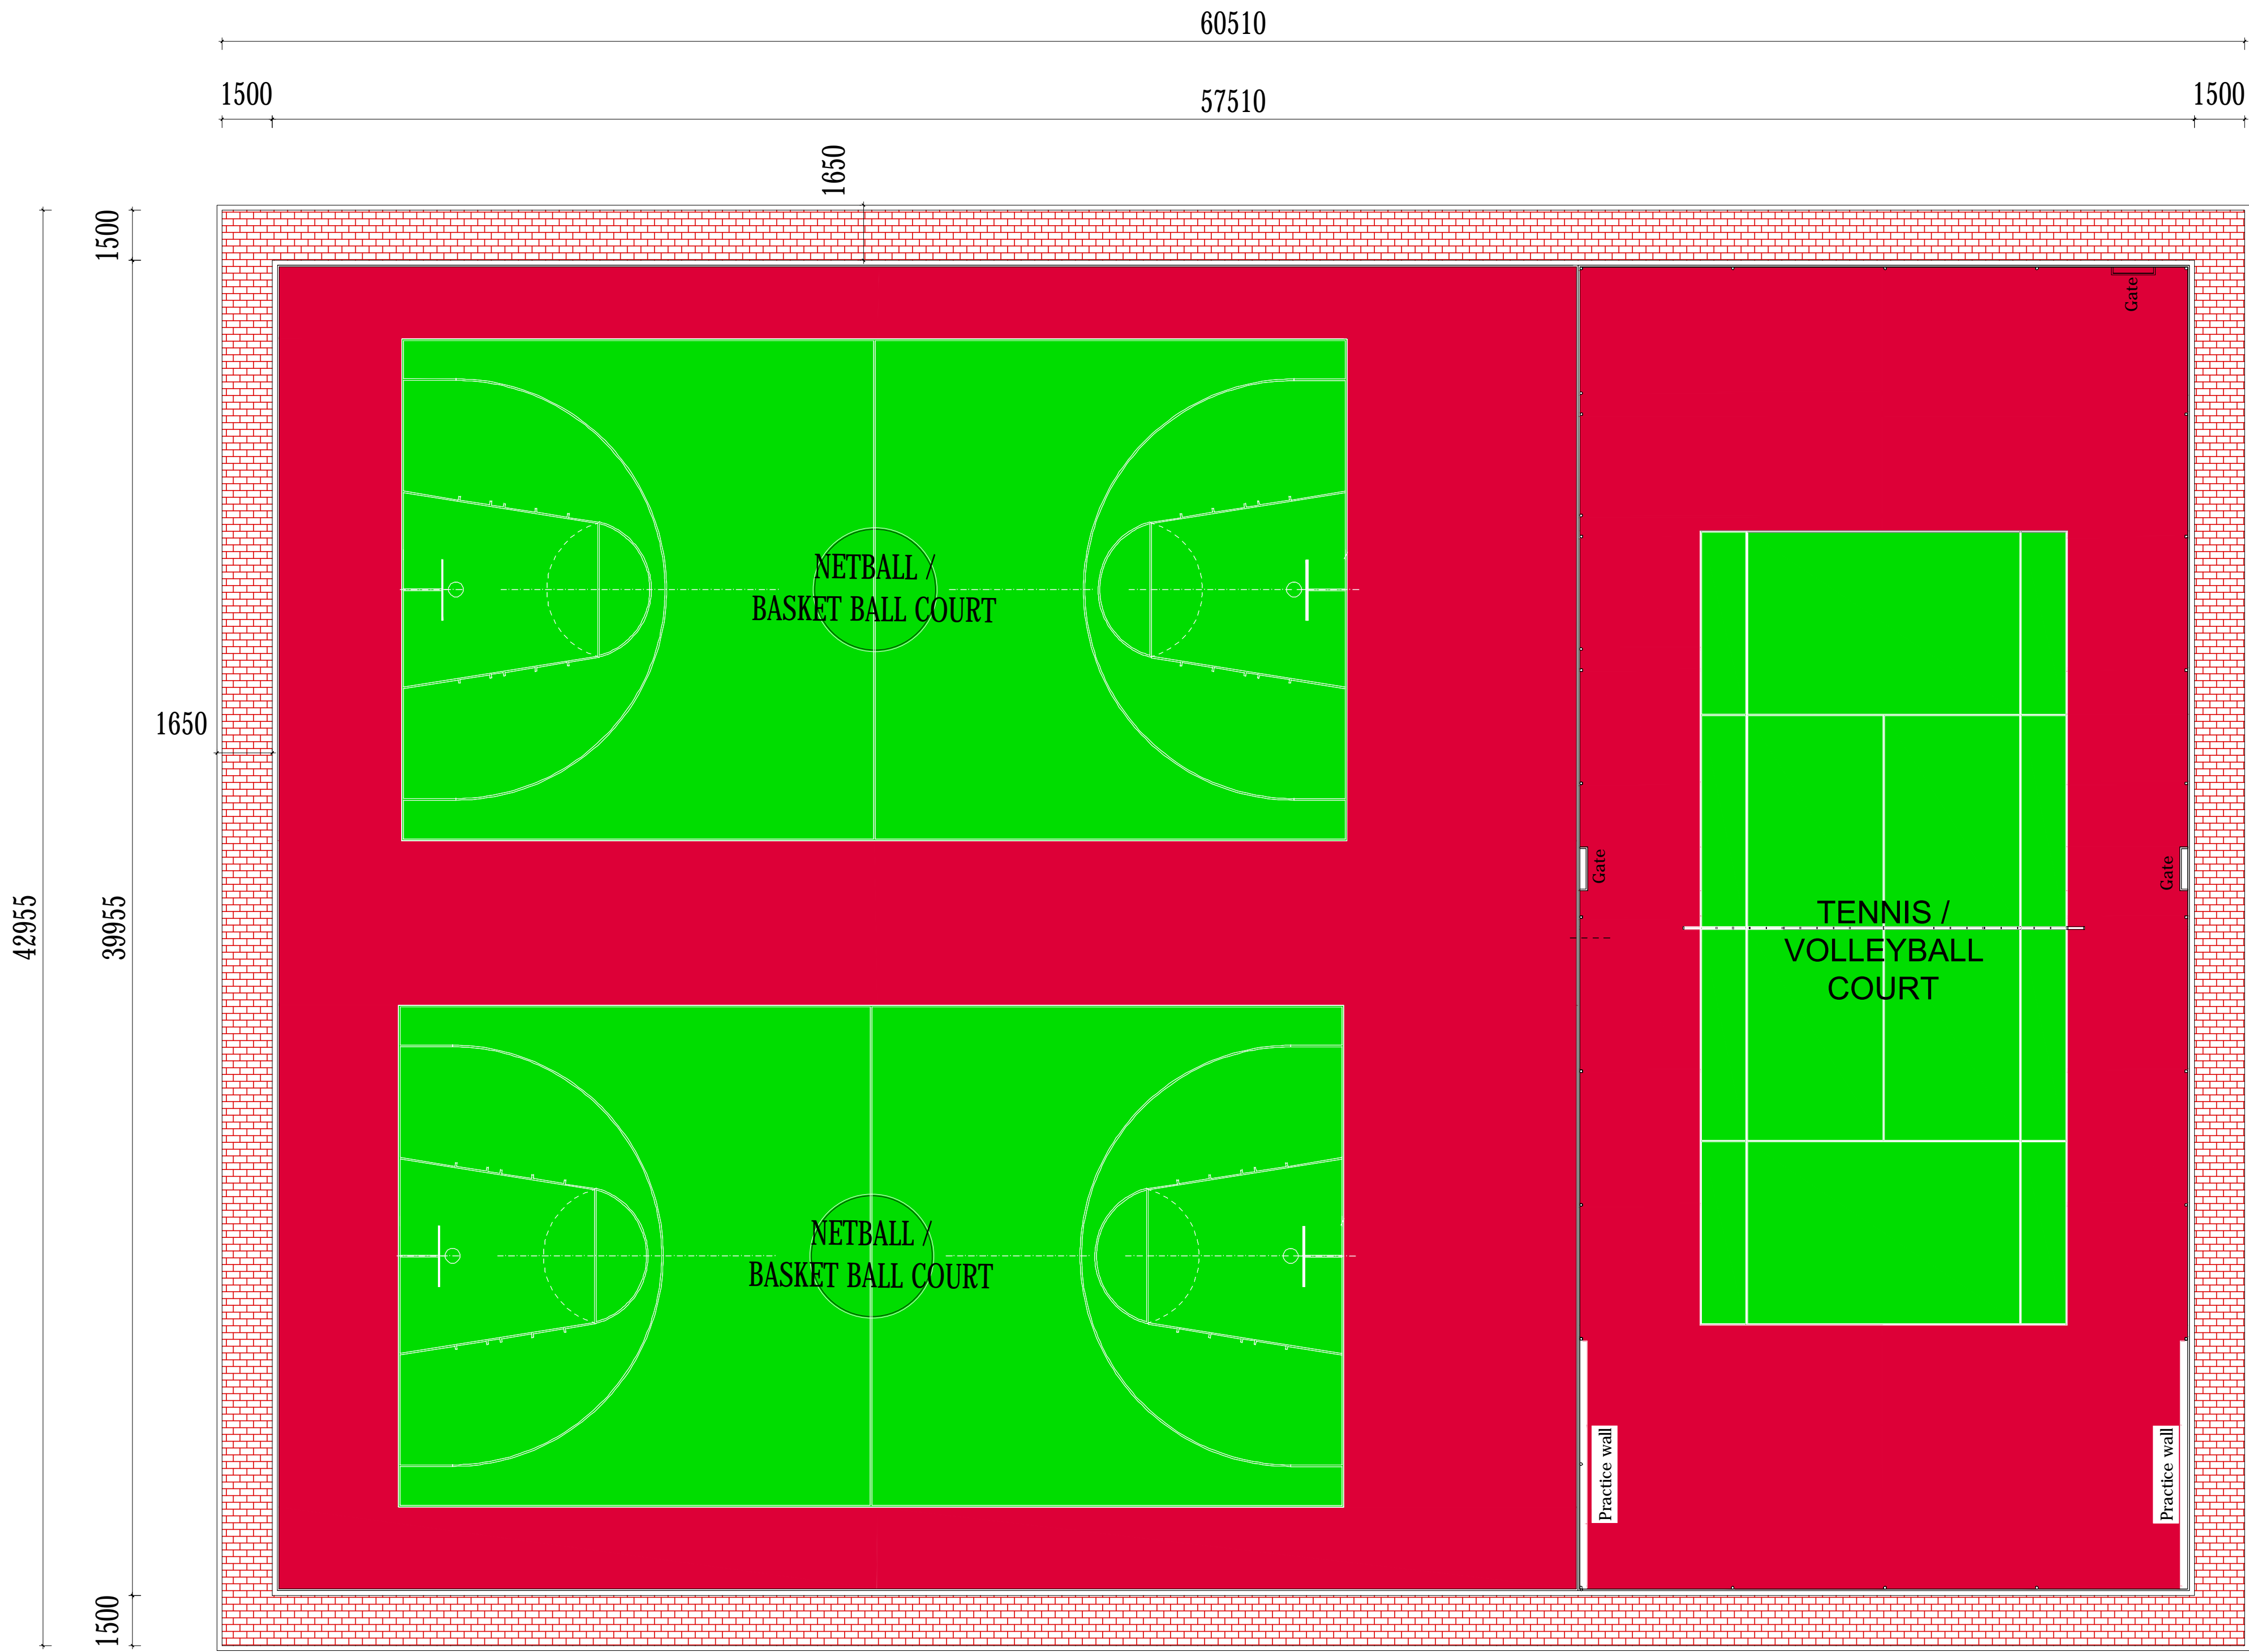 60510
1500
57510
1500
1650
1500
Gate
NETBALL /
BASKET BALL COURT
1650
Gate
Gate
42955
39955
TENNIS /
VOLLEYBALL
COURT
NETBALL /
BASKET BALL COURT
Practice wall
Practice wall
1500